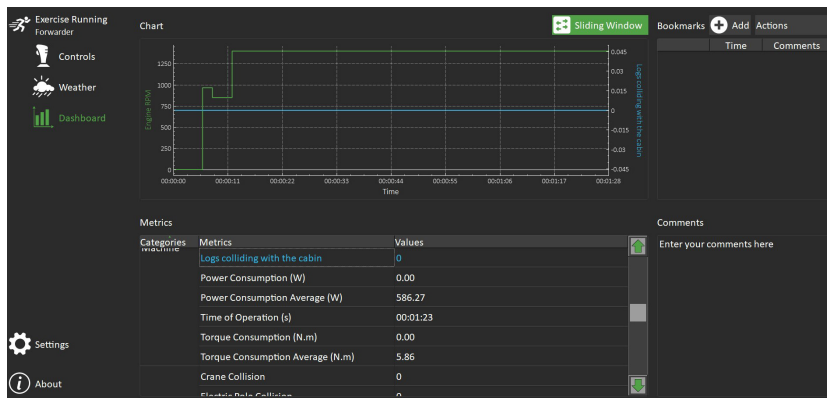 Exercise Running
Forwarder
Controls
Weather
Dashboard
Settings
About
Chart
Sliding Window
Engine RPM
1250
1000
750
500
250
0
0.045
0.03
0.015
0
-0.015
-0.03
-0.045
Logs colliding with the cabin
00:00:00 00:00:11 00:00:22 00:00:33 00:00:44 00:00:55 00:01:06 00:01:17 00:01:28
Time
Metrics
Categories Metrics Values
Machine
Logs colliding with the cabin 0
Power Consumption (W) 0.00
Power Consumption Average (W) 586.27
Time of Operation (s) 00:01:23
Torque Consumption (N.m) 0.00
Torque Consumption Average (N.m) 5.86
Crane Collision 0
Electric Pole Collision 0
Bookmarks Add Actions
Time Comments
Comments
Enter your comments here